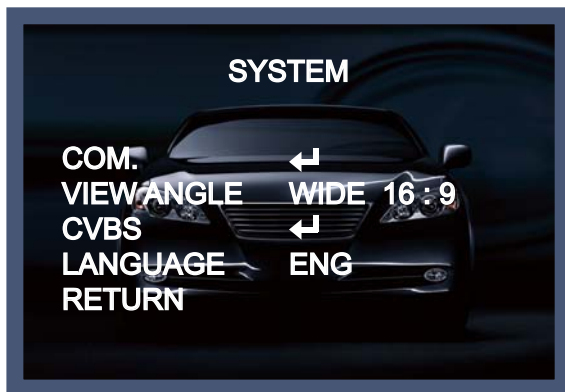 SYSTEM
COM. ↵
VIEW ANGLE WIDE 16 : 9
CVBS ↵
LANGUAGE ENG
RETURN